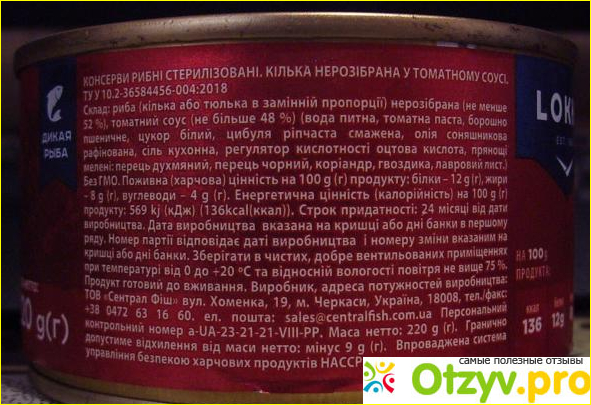 КОНСЕРВИ РИБНІ СТЕРИЛІЗОВАНІ. КІЛЬКА НЕРОЗІБРАНА У ТОМАТНОМУ СОУСІ.
ТУ У 10.2-36584456-004:2018
Склад: риба (кілька або тюлька в замінній пропорції) нерозібрана (не менше
52 %), томатний соус (не більше 48 %) (вода питна, томатна паста, борошно
пшеничне, цукор білий, цибуля ріпчаста смажена, олія соняшникова
рафінована, сіль кухонна, регулятор кислотності оцтова кислота, прянощі
мелені: перець духмяний, перець чорний, коріандр, гвоздика, лавровий лист.)
Без ГМО. Поживна (харчова) цінність на 100 g (г) продукту: білки – 12 g (г), жири
– 8 g (г), вуглеводи – 4 g (г). Енергетична цінність (калорійність) на 100 g (г)
продукту: 569 kj (кДж) (136kcal(ккал)). Строк придатності: 24 місяці від дати
виробництва. Дата виробництва вказана на кришці або дні банки в першому
ряду. Номер партії відповідає даті виробництва і номеру зміни вказаним на
кришці або дні банки. Зберігати в чистих, добре вентильованих приміщеннях
при температурі від 0 до +20 °С та відносній вологості повітря не вище 75 %.
Продукт готовий до вживання. Виробник, адреса потужностей виробництва:
ТОВ «Сентрал Фіш» вул. Хоменка, 19, м. Черкаси, Україна, 18008, тел./факс:
+38 0472 63 16 60. ел. пошта: sales@centralfish.com.ua Персональний
контрольний номер a-UA-23-21-21-VIII-PP. Маса нетто: 220 g (г). Гранично
допустиме відхилення від маси нетто: мінус 9 g (г). Впроваджена система
управління безпекою харчових продуктів НАССР
ДИКАЯ
РЫБА
20 g(г)
LOK
EST.
НА 100g
ПРОДУКТА:
ккал
136
12g
самые полезные отзывы
Otzyv.pro